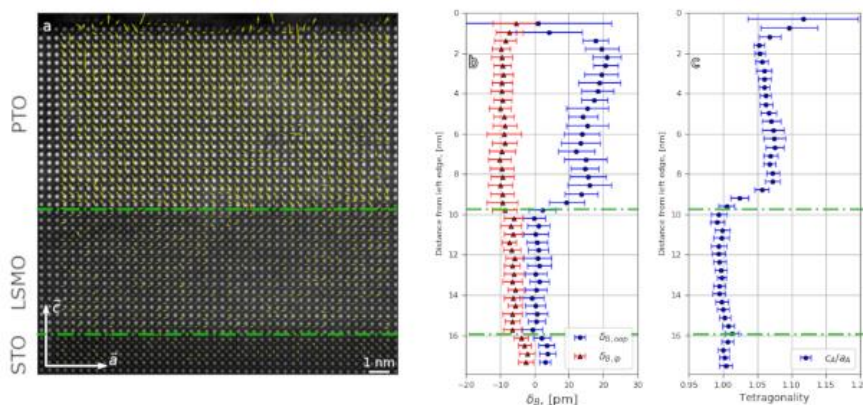 a
PTO
LSMO
STO
c⃗
a⃗
1 nm
b
Distance from left edge, [nm]
0
2
4
6
8
10
12
14
16
δB,oop
δB,ip
-20 -10 0 10 20 30
δB, [pm]
c
Distance from left edge, [nm]
0
2
4
6
8
10
12
14
16
cA/aA
0.95 1.00 1.05 1.10 1.15 1.20
Tetragonality